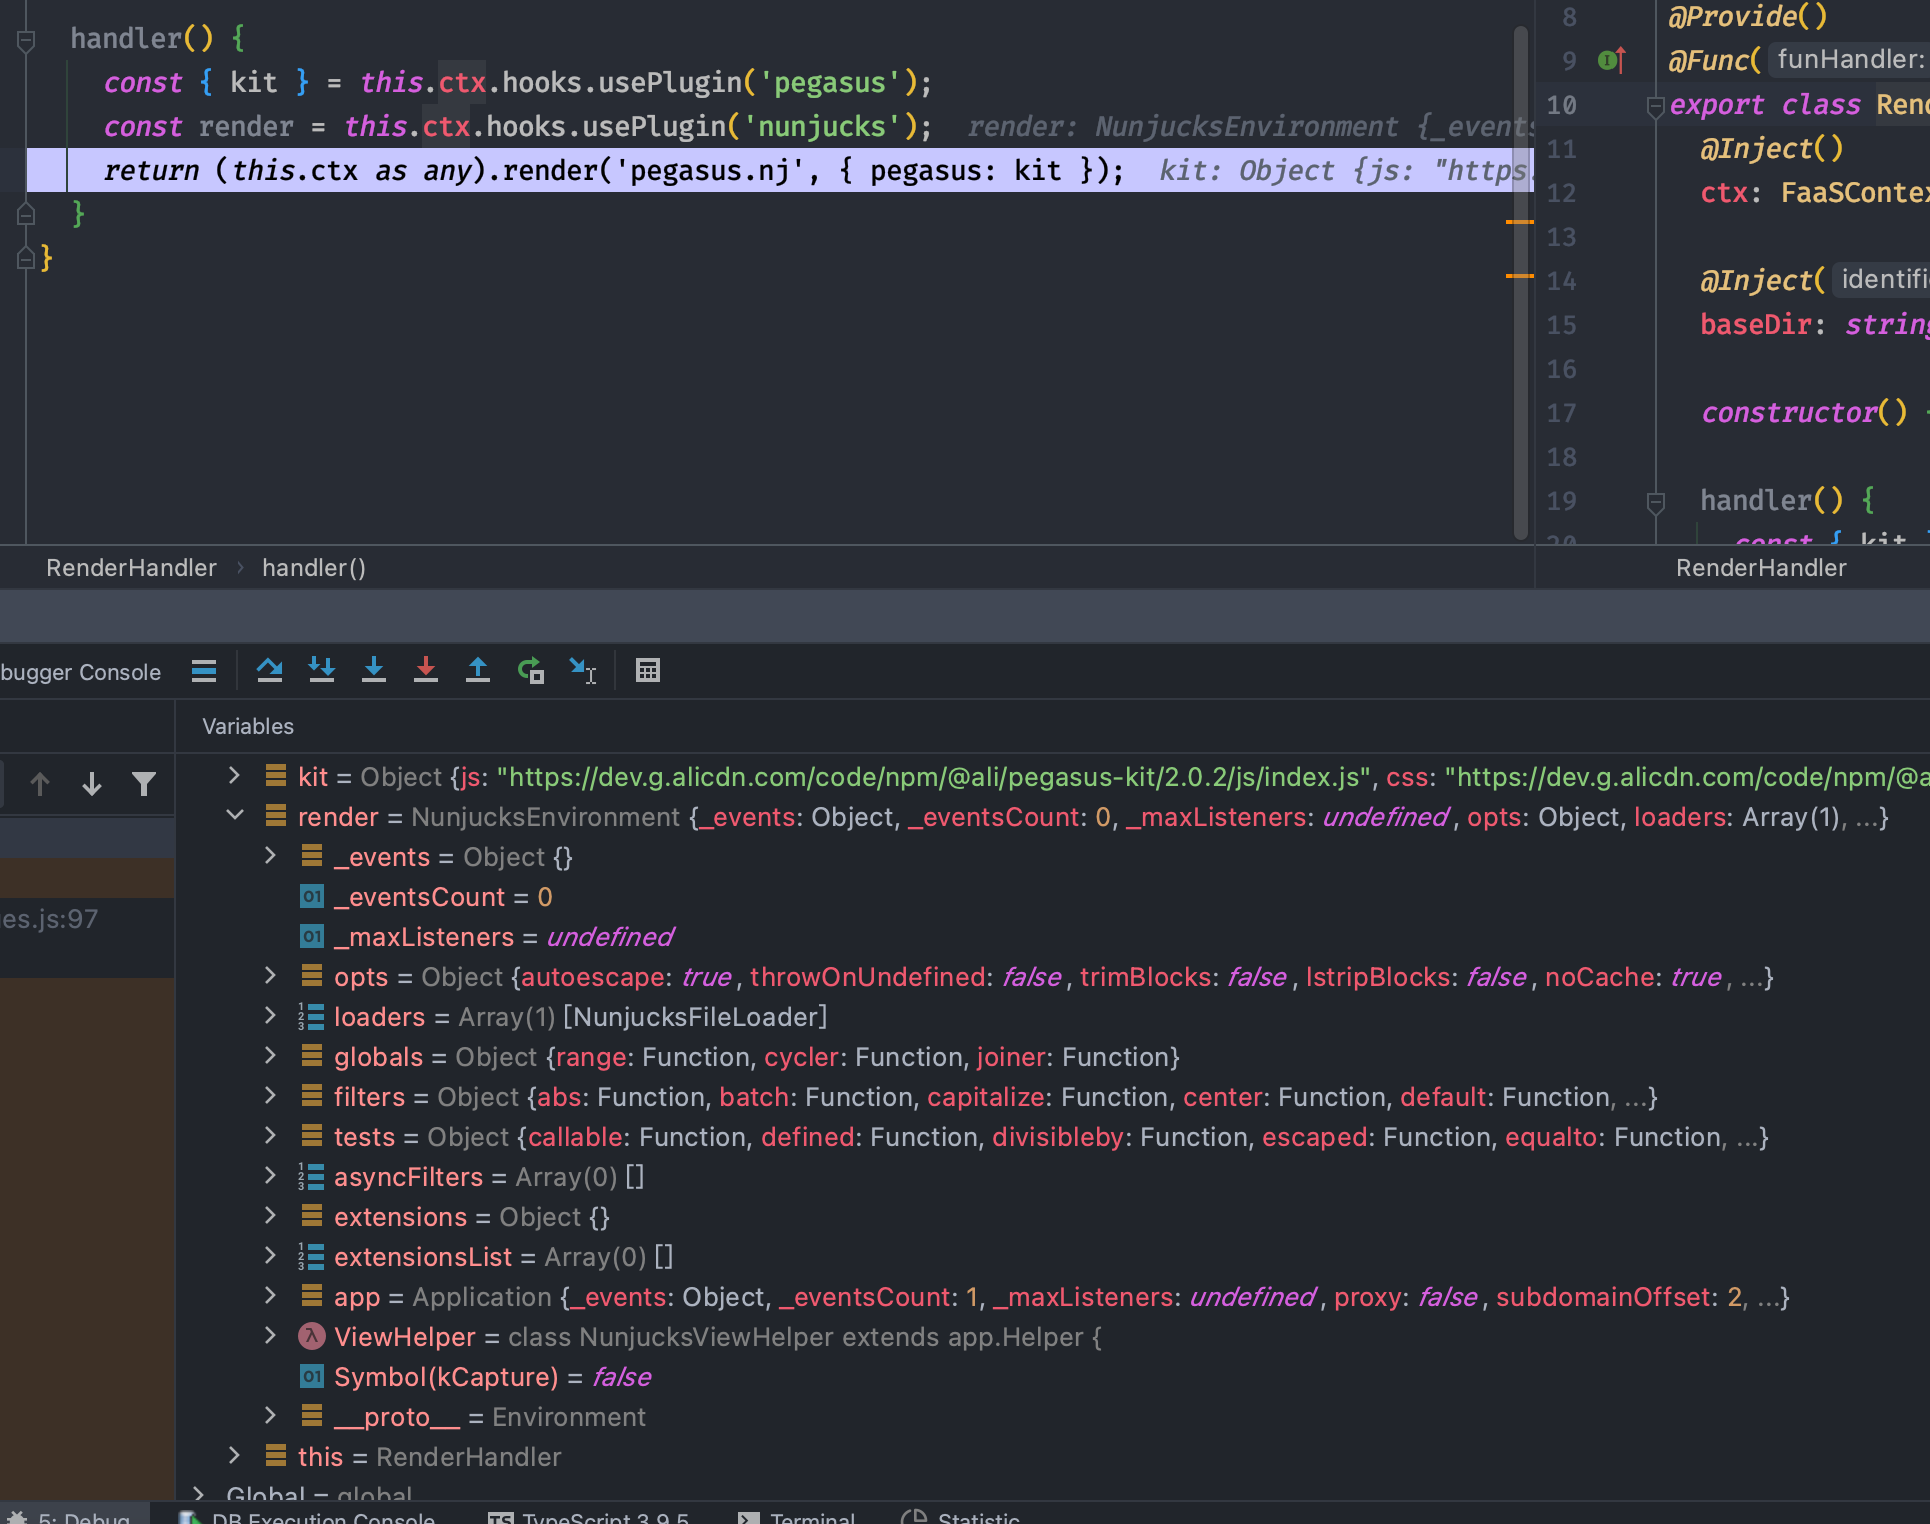 handler() {
const { kit } = this.ctx.hooks.usePlugin('pegasus');
const render = this.ctx.hooks.usePlugin('nunjucks'); render: NunjucksEnvironment {_events
return (this.ctx as any).render('pegasus.nj', { pegasus: kit }); kit: Object {js: "https
}
}
8 @Provide()
9 @Func( funHandler:
10 export class Ren
11 @Inject()
12 ctx: FaaSContex
13
14 @Inject( identifi
15 baseDir: string
16
17 constructor()
18
19 handler() {
20 const { kit
RenderHandler › handler()
RenderHandler
bugger Console
Variables
kit = Object {js: "https://dev.g.alicdn.com/code/npm/@ali/pegasus-kit/2.0.2/js/index.js", css: "https://dev.g.alicdn.com/code/npm/@a
render = NunjucksEnvironment {_events: Object, _eventsCount: 0, _maxListeners: undefined, opts: Object, loaders: Array(1), ...}
_events = Object {}
01 _eventsCount = 0
es.js:97
01 _maxListeners = undefined
opts = Object {autoescape: true, throwOnUndefined: false, trimBlocks: false, lstripBlocks: false, noCache: true, ...}
loaders = Array(1) [NunjucksFileLoader]
globals = Object {range: Function, cycler: Function, joiner: Function}
filters = Object {abs: Function, batch: Function, capitalize: Function, center: Function, default: Function, ...}
tests = Object {callable: Function, defined: Function, divisibleby: Function, escaped: Function, equalto: Function, ...}
asyncFilters = Array(0) []
extensions = Object {}
extensionsList = Array(0) []
app = Application {_events: Object, _eventsCount: 1, _maxListeners: undefined, proxy: false, subdomainOffset: 2, ...}
λ ViewHelper = class NunjucksViewHelper extends app.Helper {
01 Symbol(kCapture) = false
__proto__ = Environment
this = RenderHandler
Global = global
5: Debug DB Execution Console TS TypeScript 3.9.5 Terminal Statistic